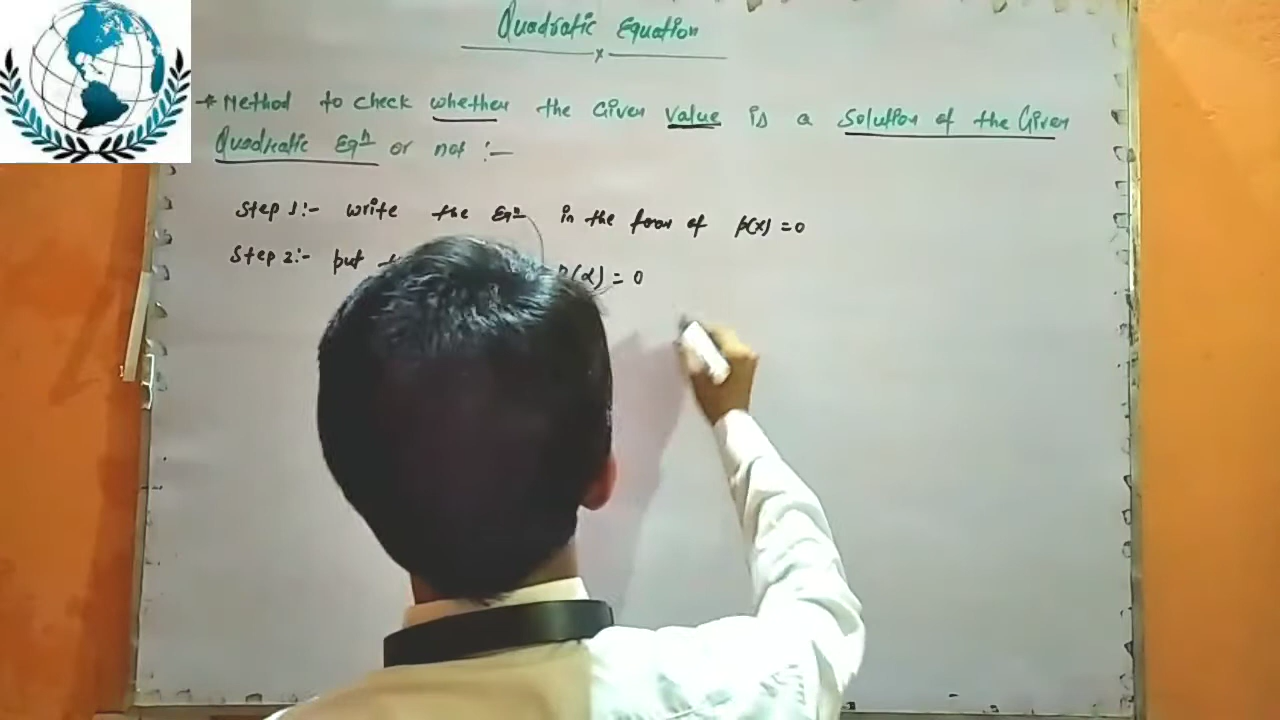 Quadratic Equation
* Method to check whether the Given value is a solution of the Given
Quadratic Eqn or not :-
Step 1:- write the Eqn in the form of p(x) = 0
Step 2:- put p(α) = 0